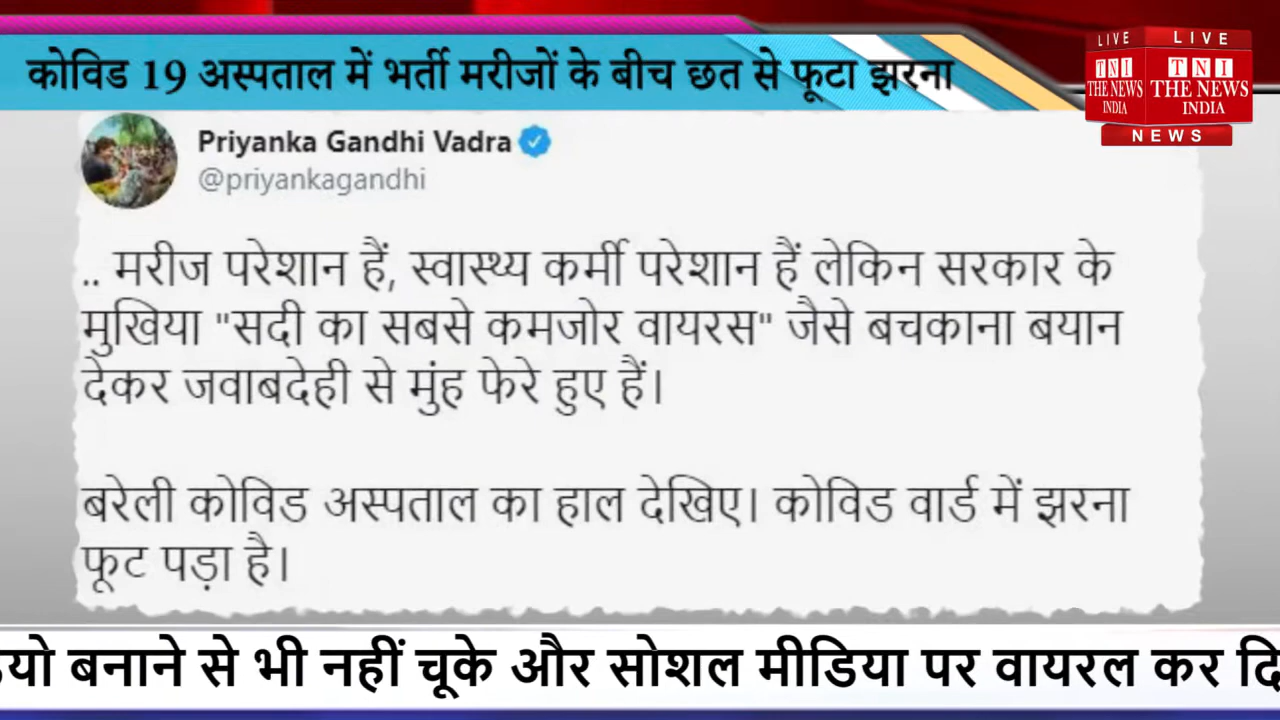 कोविड 19 अस्पताल में भर्ती मरीजों के बीच छत से फूटा झरना
LIVE LIVE
TNI TNI
THE NEWS THE NEWS
INDIA INDIA
NEWS
Priyanka Gandhi Vadra
@priyankagandhi
.. मरीज परेशान हैं, स्वास्थ्य कर्मी परेशान हैं लेकिन सरकार के
मुखिया "सदी का सबसे कमजोर वायरस" जैसे बचकाना बयान
देकर जवाबदेही से मुंह फेरे हुए हैं।
बरेली कोविड अस्पताल का हाल देखिए। कोविड वार्ड में झरना
फूट पड़ा है।
बनाने से भी नहीं चूके और सोशल मीडिया पर वायरल कर